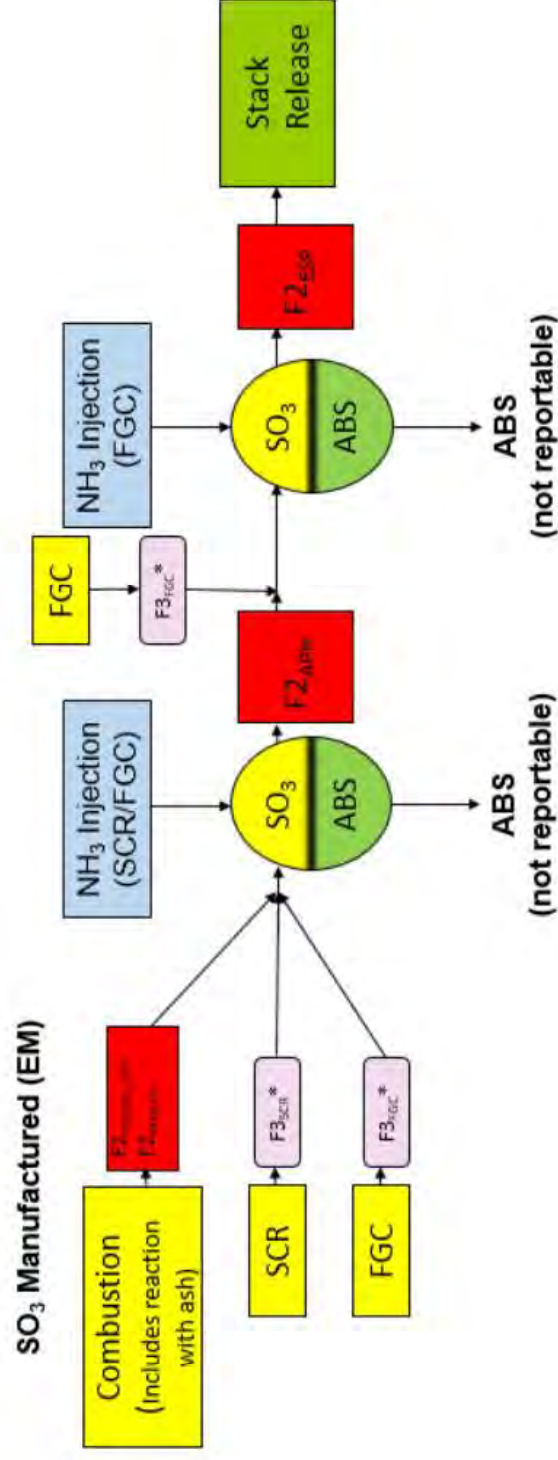 SO₃ Manufactured (EM)
Combustion
(Includes reaction
with ash)
SCR
F3SCR*
FGC
F3FGC*
NH₃ Injection
(SCR/FGC)
SO₃
ABS
ABS
(not reportable)
F2APH
FGC
F3FGC*
NH₃ Injection
(FGC)
SO₃
ABS
ABS
(not reportable)
F2ESP
Stack
Release